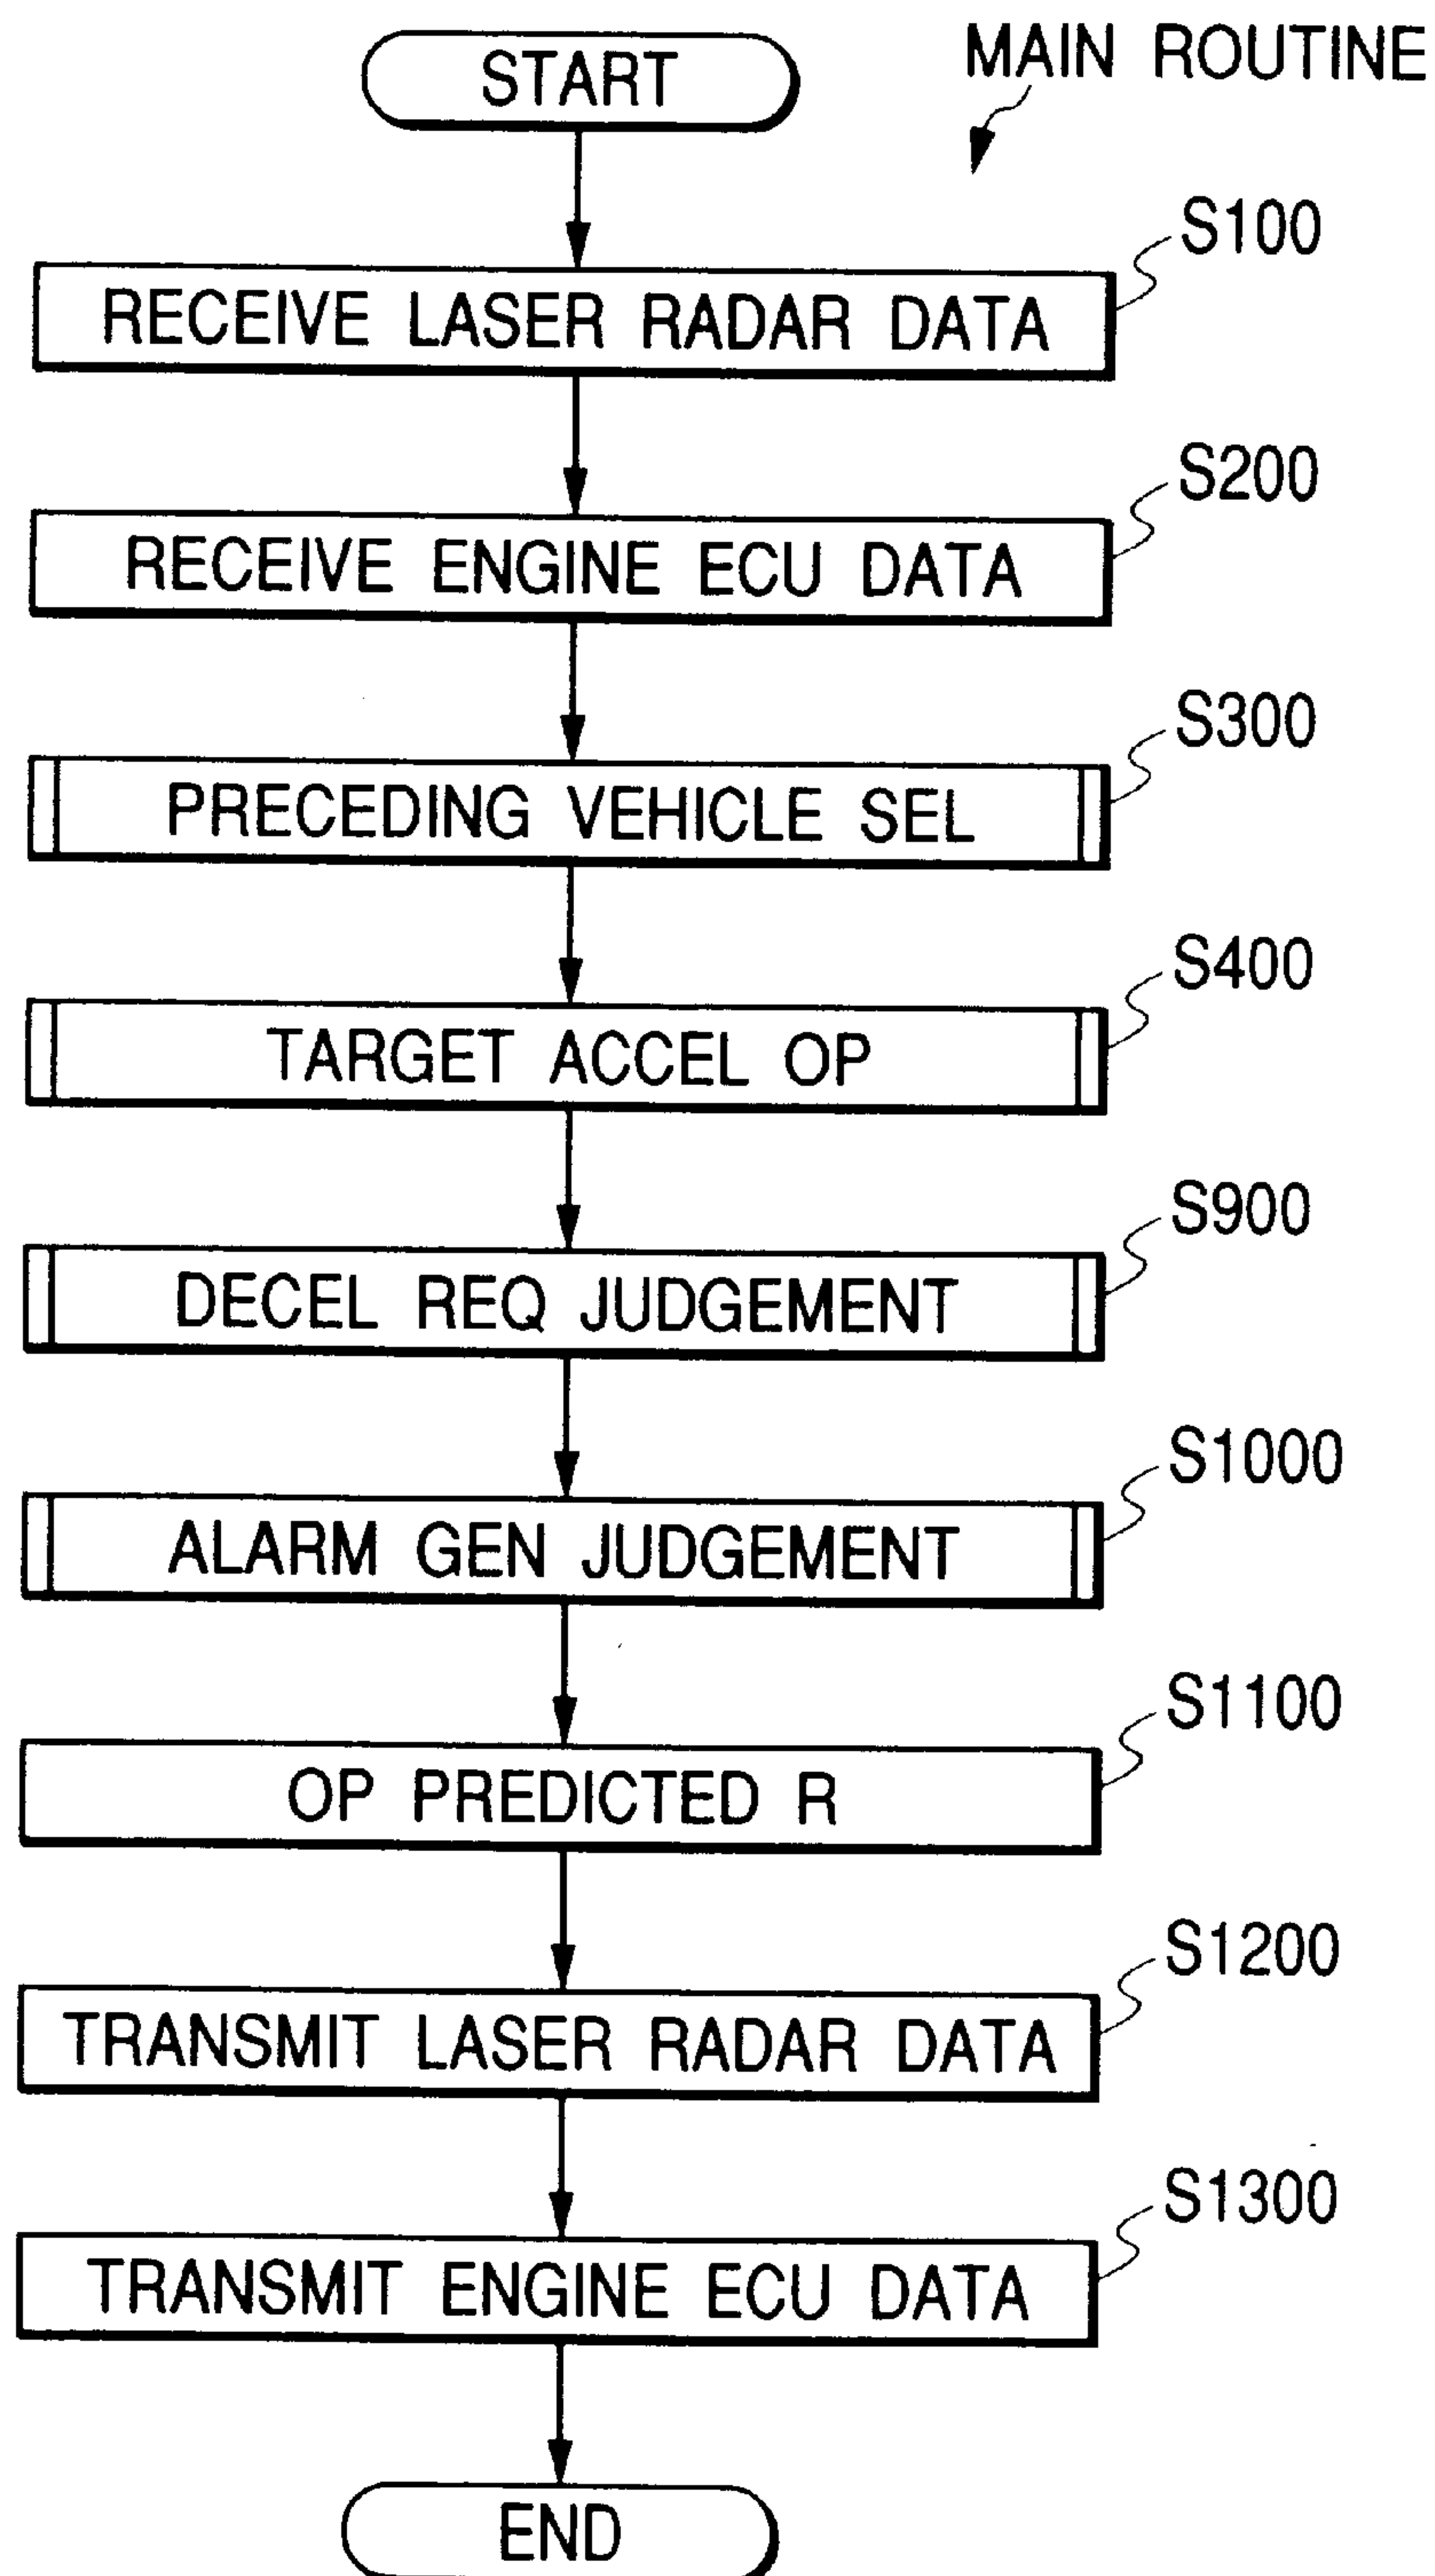 START
MAIN ROUTINE
S100
RECEIVE LASER RADAR DATA
S200
RECEIVE ENGINE ECU DATA
S300
PRECEDING VEHICLE SEL
S400
TARGET ACCEL OP
S900
DECEL REQ JUDGEMENT
S1000
ALARM GEN JUDGEMENT
S1100
OP PREDICTED R
S1200
TRANSMIT LASER RADAR DATA
S1300
TRANSMIT ENGINE ECU DATA
END